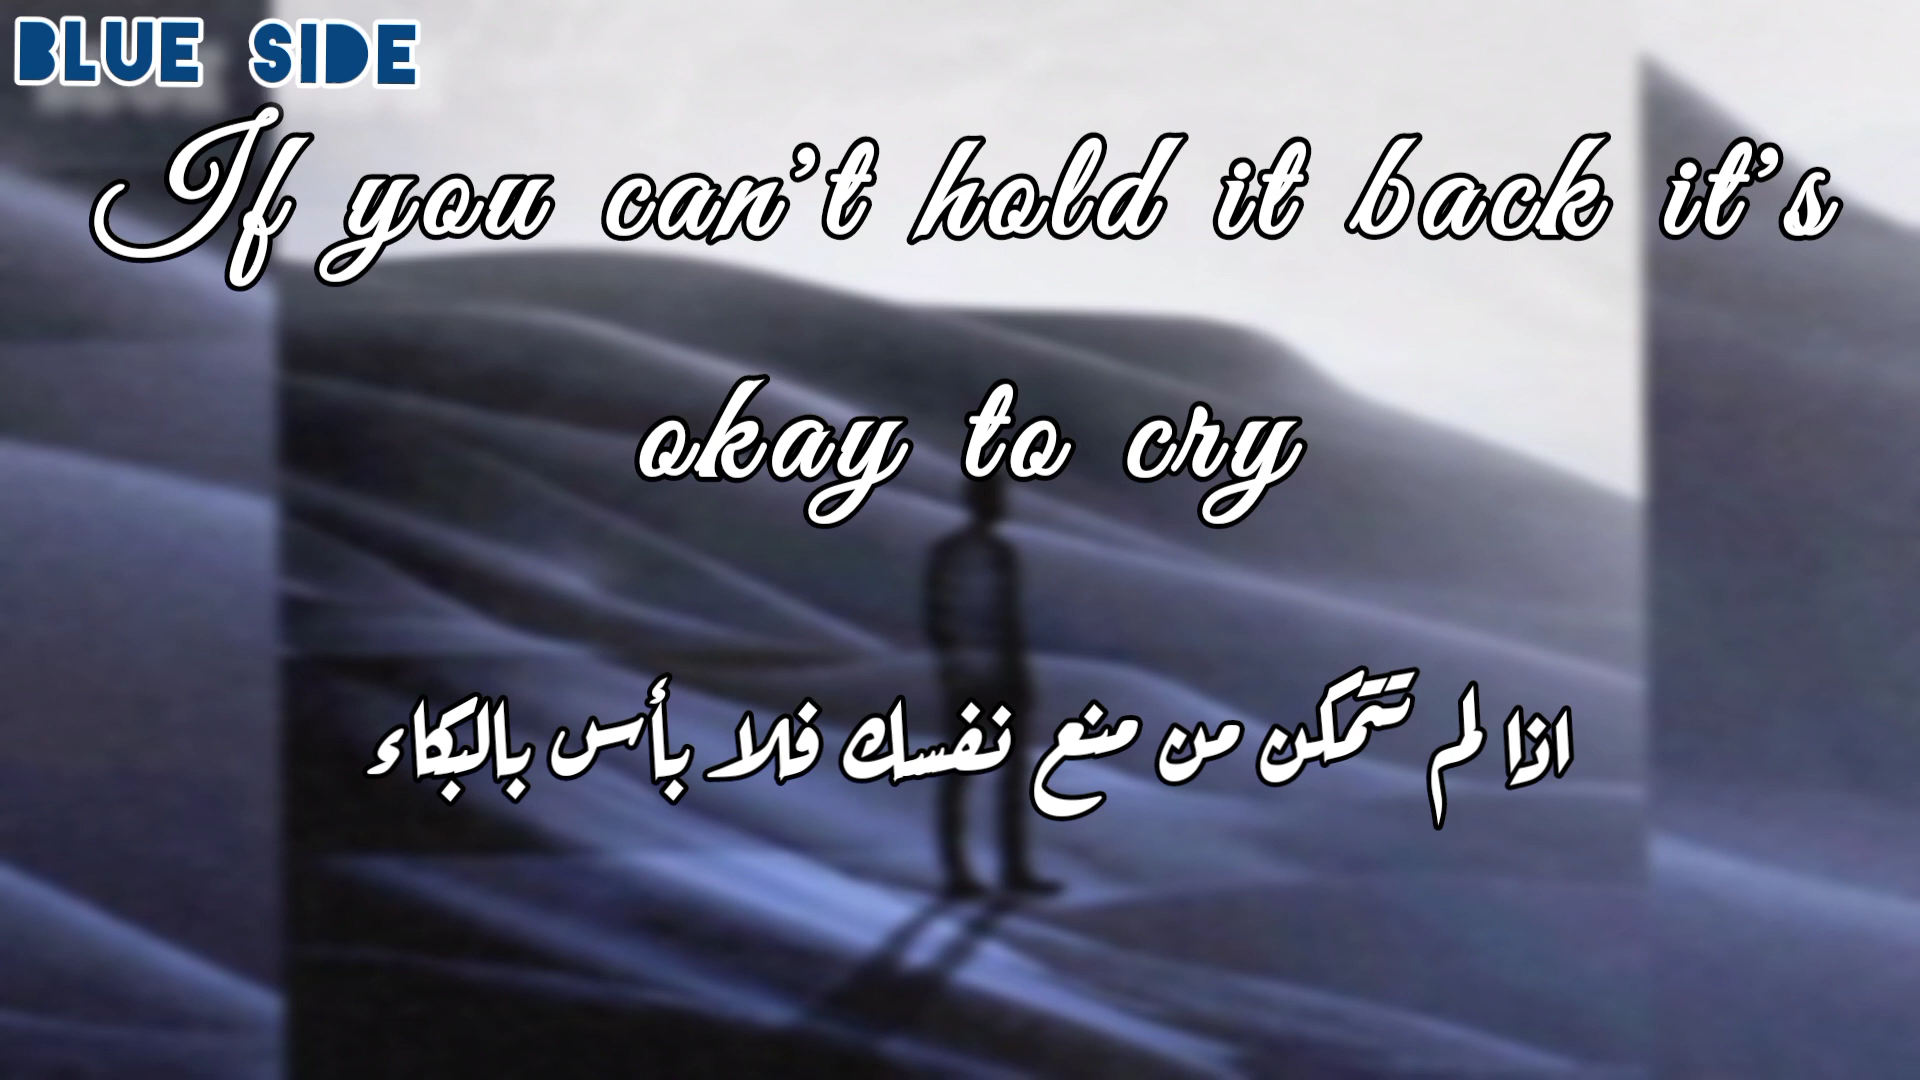 BLUE SIDE
If you can't hold it back it's
okay to cry
اذا لم تتمكن من منع نفسك فلا بأس بالبكاء